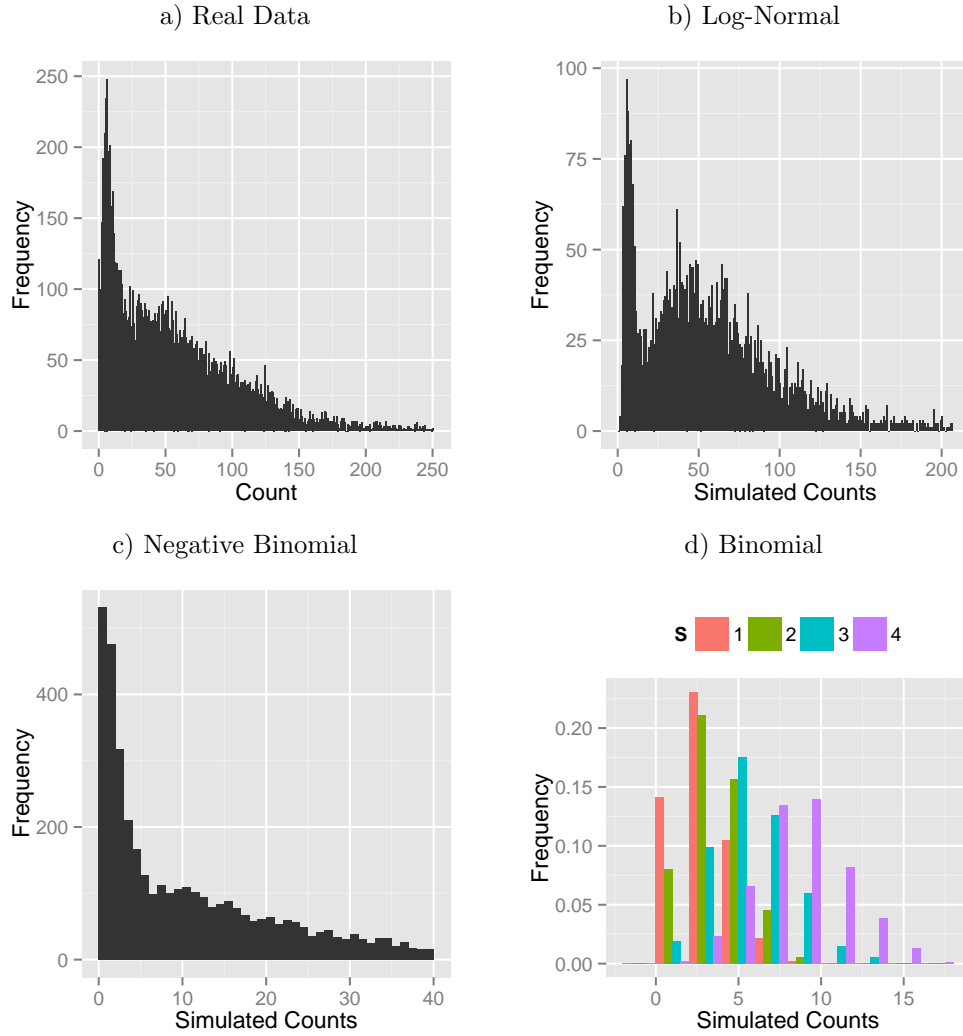 a) Real Data
250
200
150
100
50
0
Frequency
0 50 100 150 200 250
Count
b) Log-Normal
100
75
50
25
0
Frequency
0 50 100 150 200
Simulated Counts
c) Negative Binomial
400
200
0
Frequency
0 10 20 30 40
Simulated Counts
d) Binomial
S 1 2 3 4
0.20
0.15
0.10
0.05
0.00
Frequency
0 5 10 15
Simulated Counts